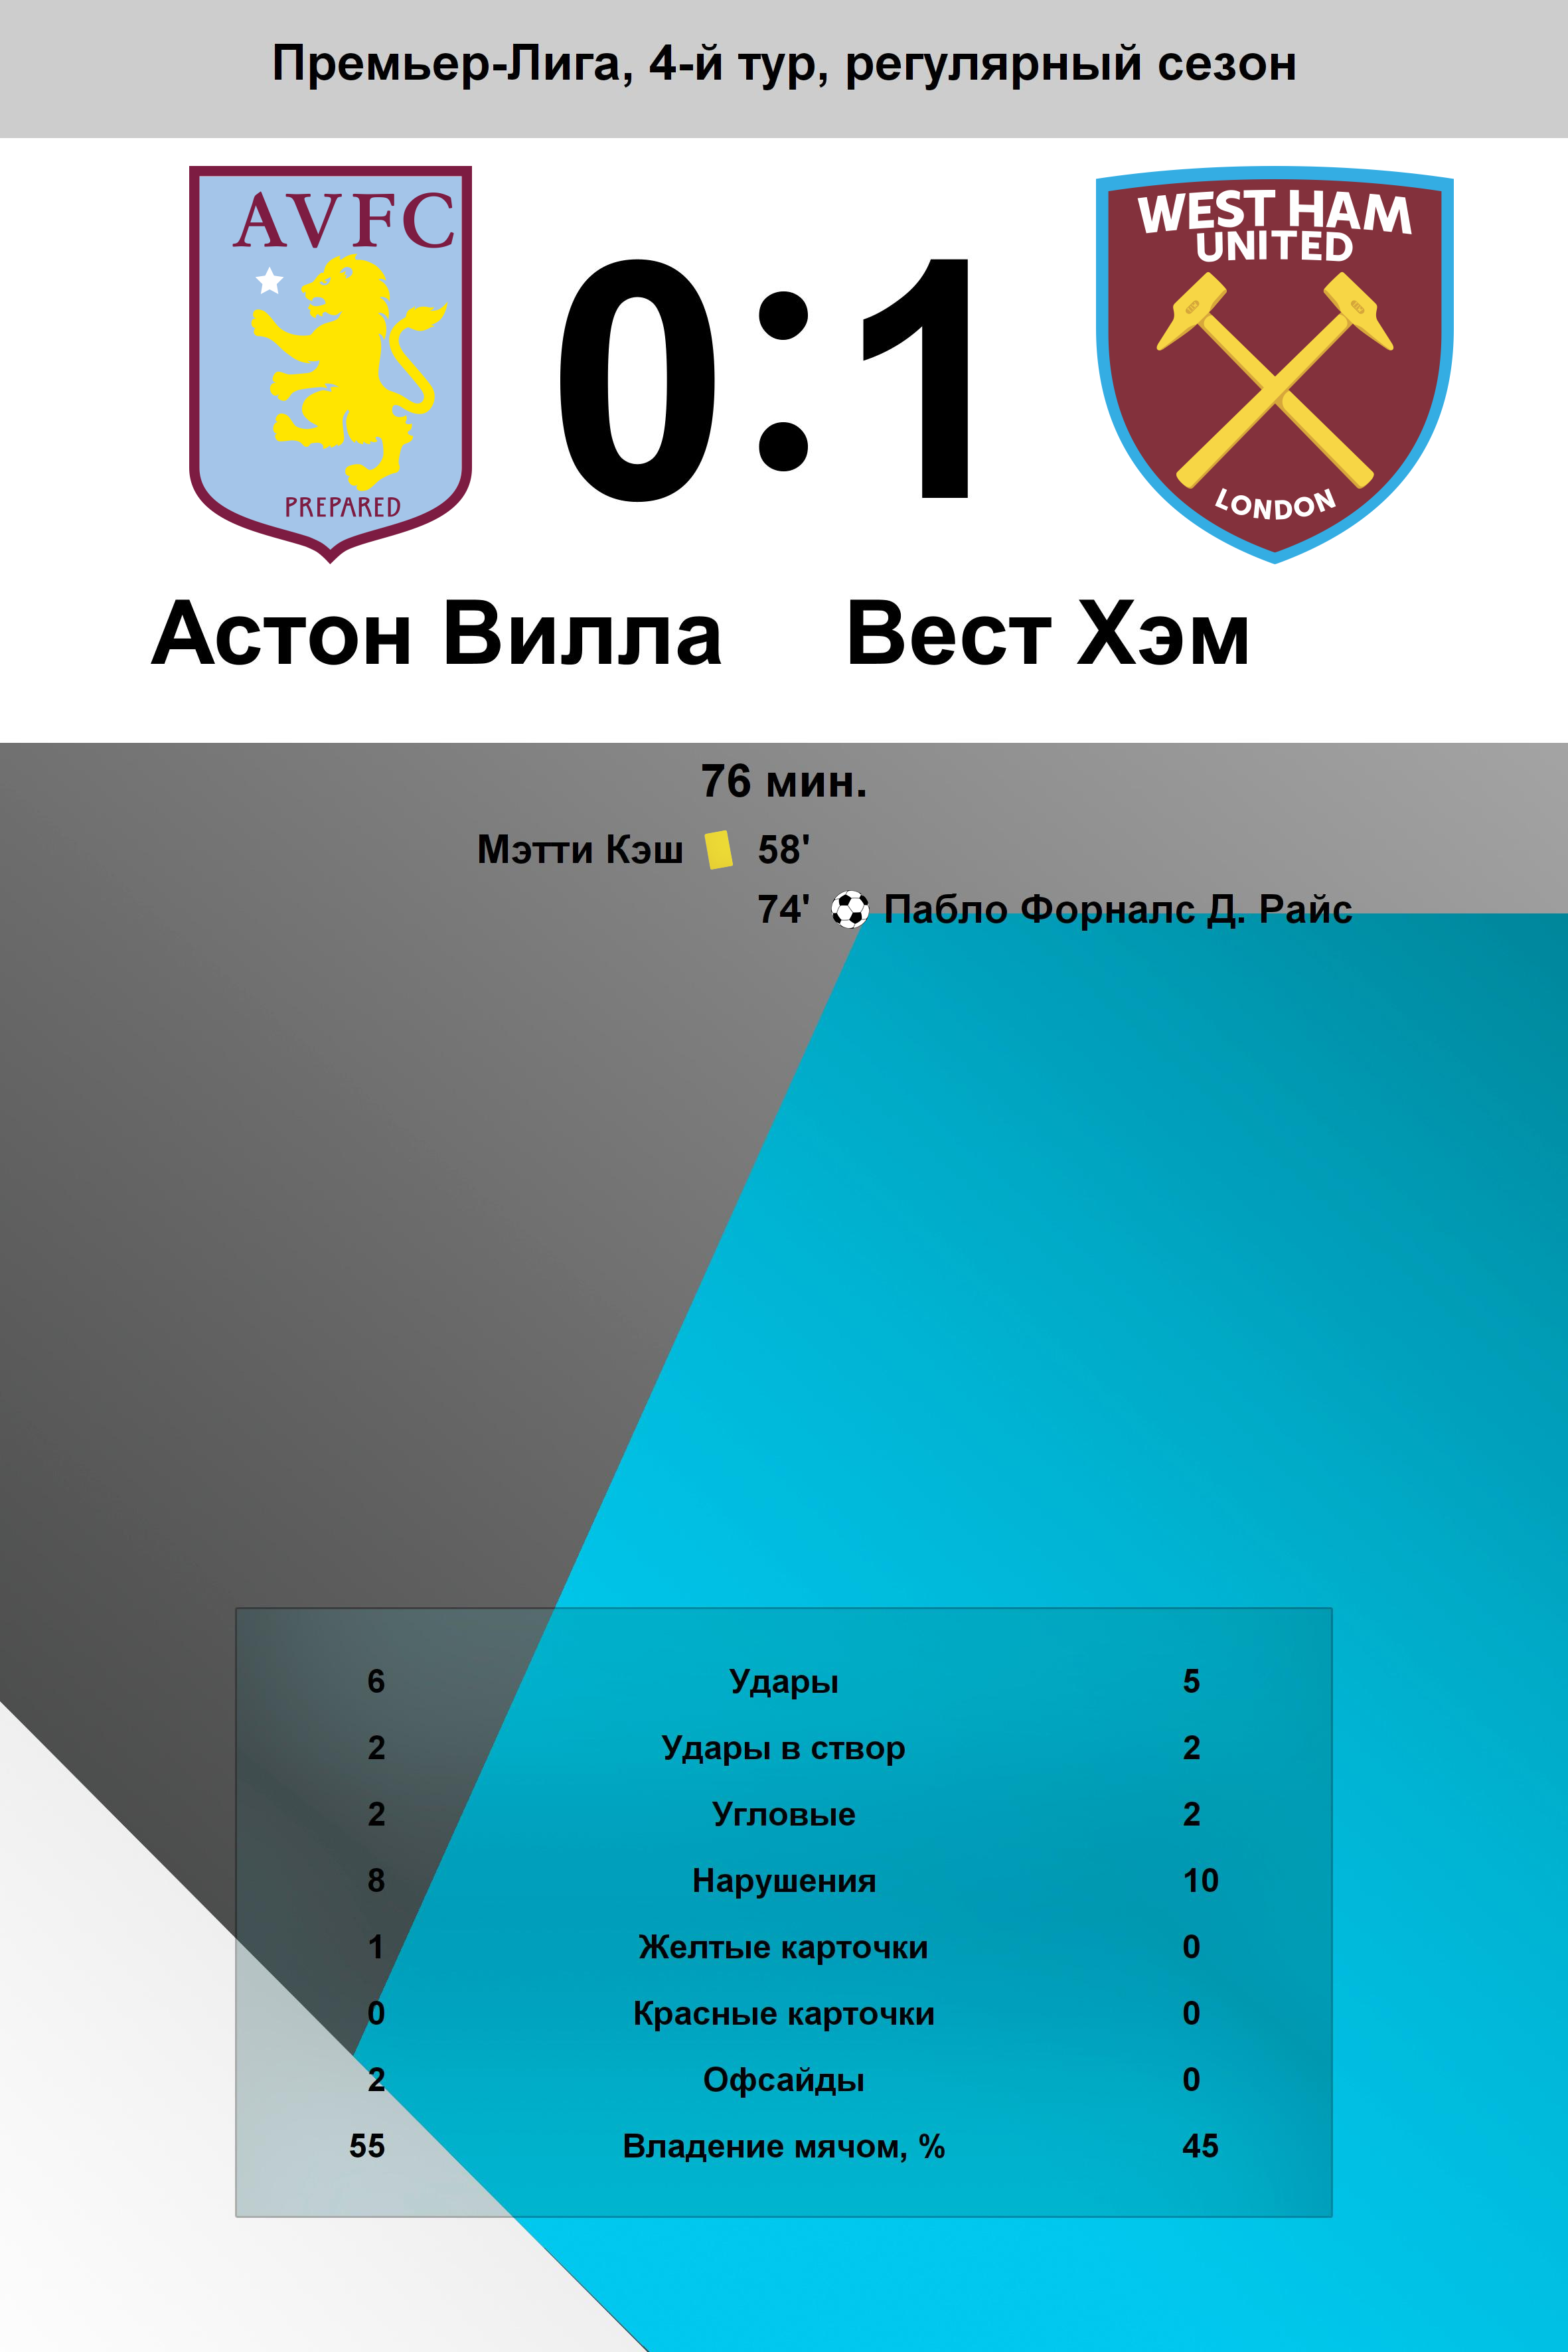 Премьер-Лига, 4-й тур, регулярный сезон
AVFC
PREPARED
0:1
WEST HAM
UNITED
LONDON
Астон Вилла Вест Хэм
76 мин.
Мэтти Кэш 58'
74' Пабло Форналс Д. Райс
6 Удары 5
2 Удары в створ 2
2 Угловые 2
8 Нарушения 10
1 Желтые карточки 0
0 Красные карточки 0
2 Офсайды 0
55 Владение мячом, % 45